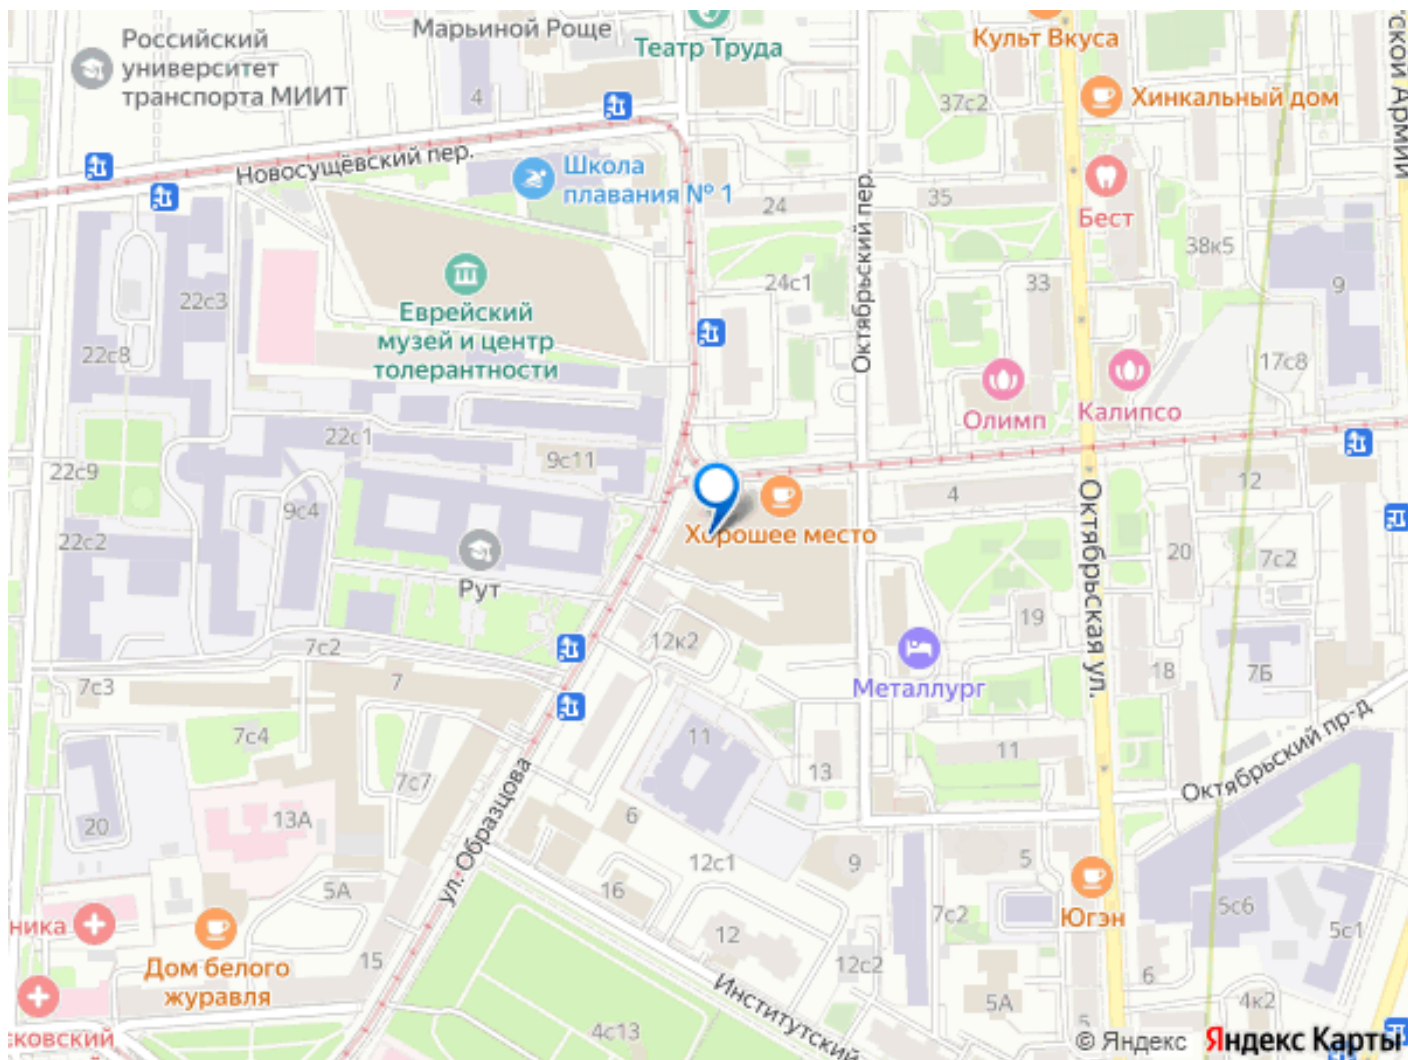 Марьиной Роще
Российский
университет
транспорта МИИТ
4
Театр Труда
Культ Вкуса
37с2
Хинкальный дом
ской Армии
Новосущёвский пер.
Школа
плавания № 1
24
Октябрьский пер.
35
Бест
38к5
9
22с3
Еврейский
музей и центр
толерантности
24с1
33
22с8
17с8
Олимп
Калипсо
22с1
22с9
9с11
9с4
4
12
Хорошее место
22с2
Рут
Октябрьская ул.
20
7с2
19
7с2
12к2
7с3
7
Металлург
18
7Б
7с4
11
11
Октябрьский пр-д
7с7
13
ул. Образцова
20
13А
6
12с1
9
5
5А
16
7с2
Югэн
5с6
5с1
ника
Дом белого
журавля
15
12
12с2
Институтский
5А
6
4к2
4с13
5
сковский
© Яндекс Яндекс Карты